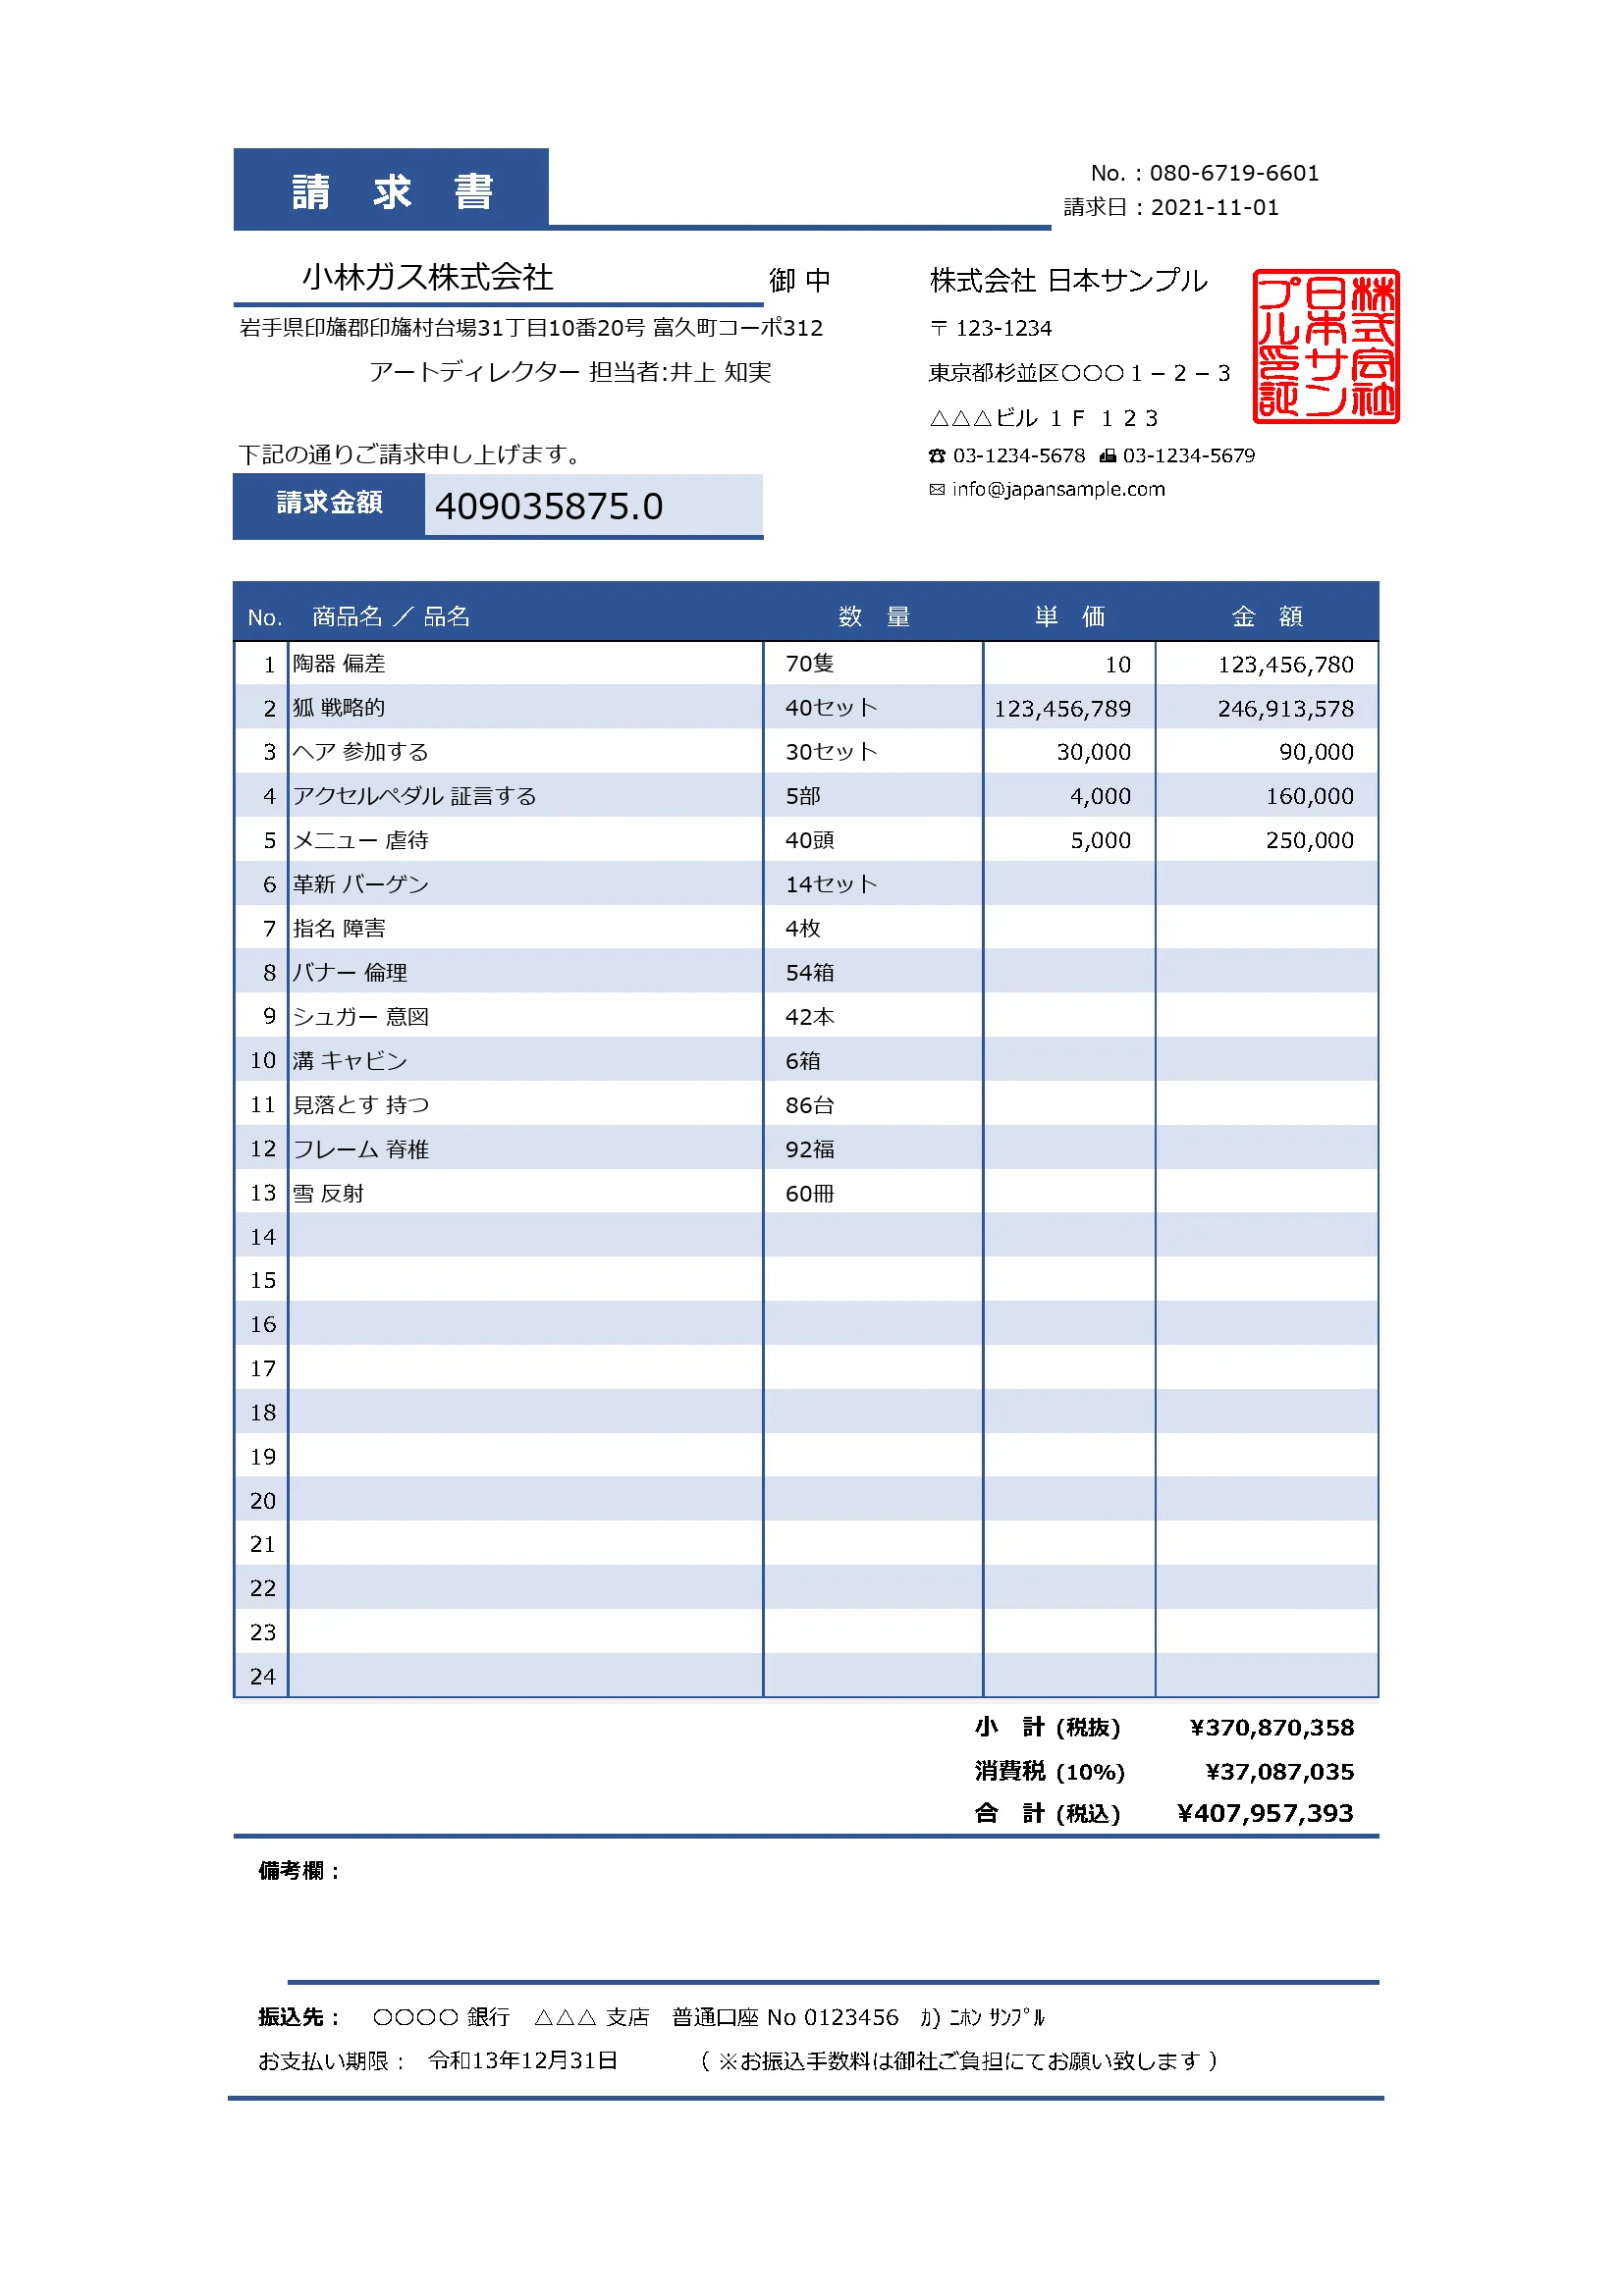 請 求 書
No. : 080-6719-6601
請求日 : 2021-11-01
小林ガス株式会社 御 中
岩手県印旛郡印旛村台場31丁目10番20号 富久町コーポ312
アートディレクター 担当者:井上 知実
株式会社 日本サンプル
〒 123-1234
東京都杉並区〇〇〇１－２－３
△△△ビル １Ｆ １２３
☎ 03-1234-5678 📠 03-1234-5679
✉ info@japansample.com
株式会社日本サンプル印証
下記の通りご請求申し上げます。
請求金額 409035875.0
No. 商品名 ／ 品名 数 量 単 価 金 額
1 陶器 偏差 70隻 10 123,456,780
2 狐 戦略的 40セット 123,456,789 246,913,578
3 ヘア 参加する 30セット 30,000 90,000
4 アクセルペダル 証言する 5部 4,000 160,000
5 メニュー 虐待 40頭 5,000 250,000
6 革新 バーゲン 14セット
7 指名 障害 4枚
8 バナー 倫理 54箱
9 シュガー 意図 42本
10 溝 キャビン 6箱
11 見落とす 持つ 86台
12 フレーム 脊椎 92福
13 雪 反射 60冊
14
15
16
17
18
19
20
21
22
23
24
小 計 (税抜) ¥370,870,358
消費税 (10%) ¥37,087,035
合 計 (税込) ¥407,957,393
備考欄：
振込先： 〇〇〇〇 銀行 △△△ 支店 普通口座 No 0123456 ｶ) ﾆﾎﾝ ｻﾝﾌﾟﾙ
お支払い期限： 令和13年12月31日 （ ※お振込手数料は御社ご負担にてお願い致します ）